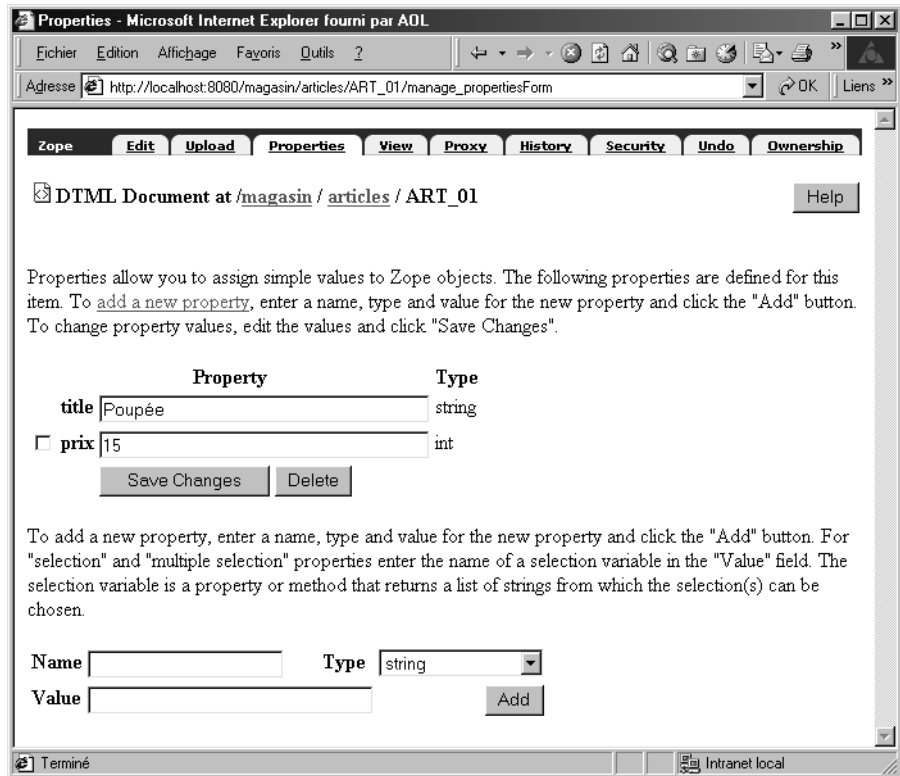 Properties - Microsoft Internet Explorer fourni par AOL
Fichier Edition Affichage Favoris Outils ? »
Adresse http://localhost:8080/magasin/articles/ART_01/manage_propertiesForm OK Liens »
Zope Edit Upload Properties View Proxy History Security Undo Ownership
DTML Document at /magasin / articles / ART_01 Help
Properties allow you to assign simple values to Zope objects. The following properties are defined for this
item. To add a new property, enter a name, type and value for the new property and click the "Add" button.
To change property values, edit the values and click "Save Changes".
Property Type
title Poupée string
prix 15 int
Save Changes Delete
To add a new property, enter a name, type and value for the new property and click the "Add" button. For
"selection" and "multiple selection" properties enter the name of a selection variable in the "Value" field. The
selection variable is a property or method that returns a list of strings from which the selection(s) can be
chosen.
Name Type string
Value Add
Terminé Intranet local